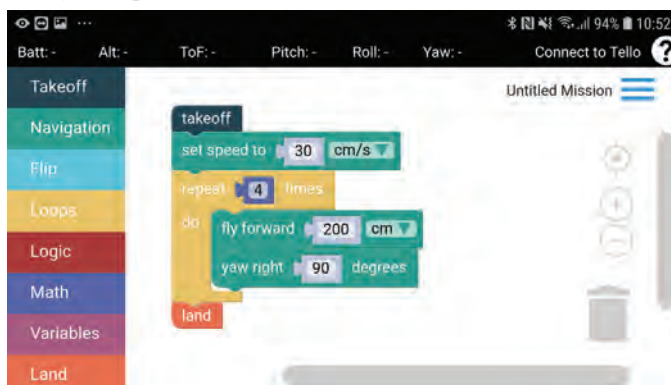 94% 10:52
Batt: - Alt: - ToF: - Pitch: - Roll: - Yaw: - Connect to Tello ?
Takeoff
Untitled Mission
Navigation
Flip
Loops
Logic
Math
Variables
Land
takeoff
set speed to 30 cm/s
repeat 4 times
do fly forward 200 cm
yaw right 90 degrees
land